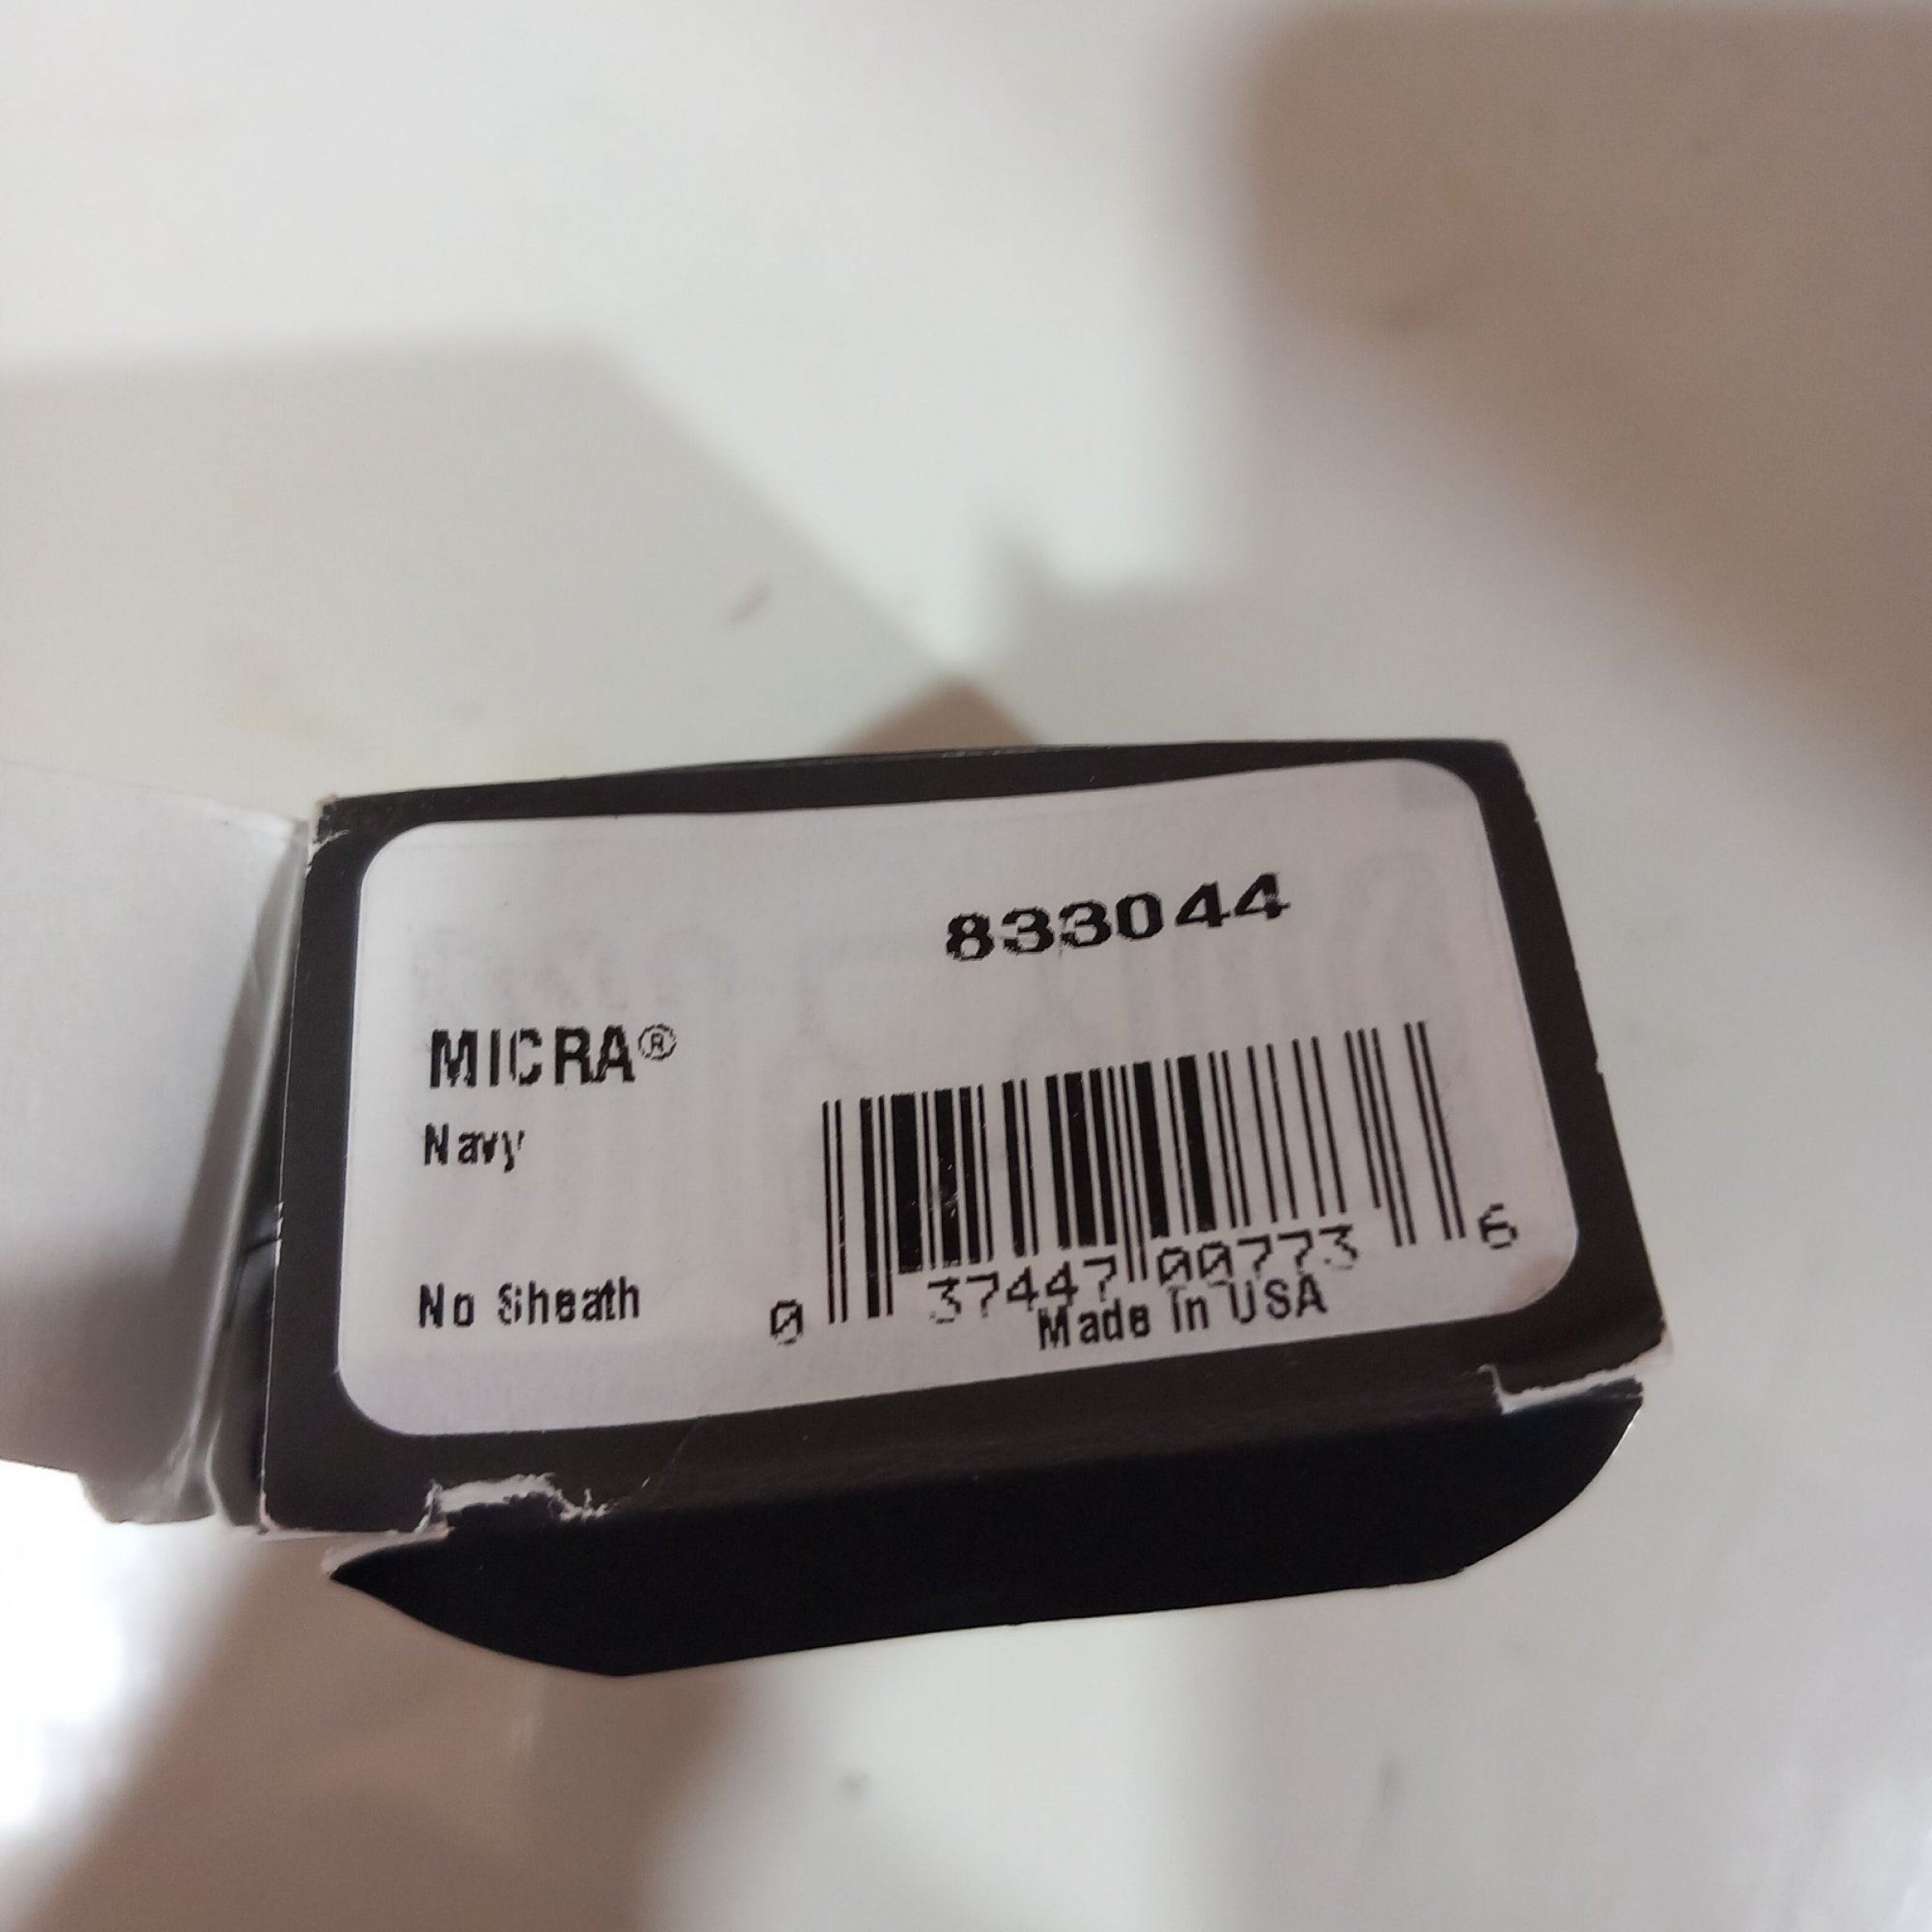 833044
MICRA®
Navy
No Sheath
0 37447 00773 6
Made in USA